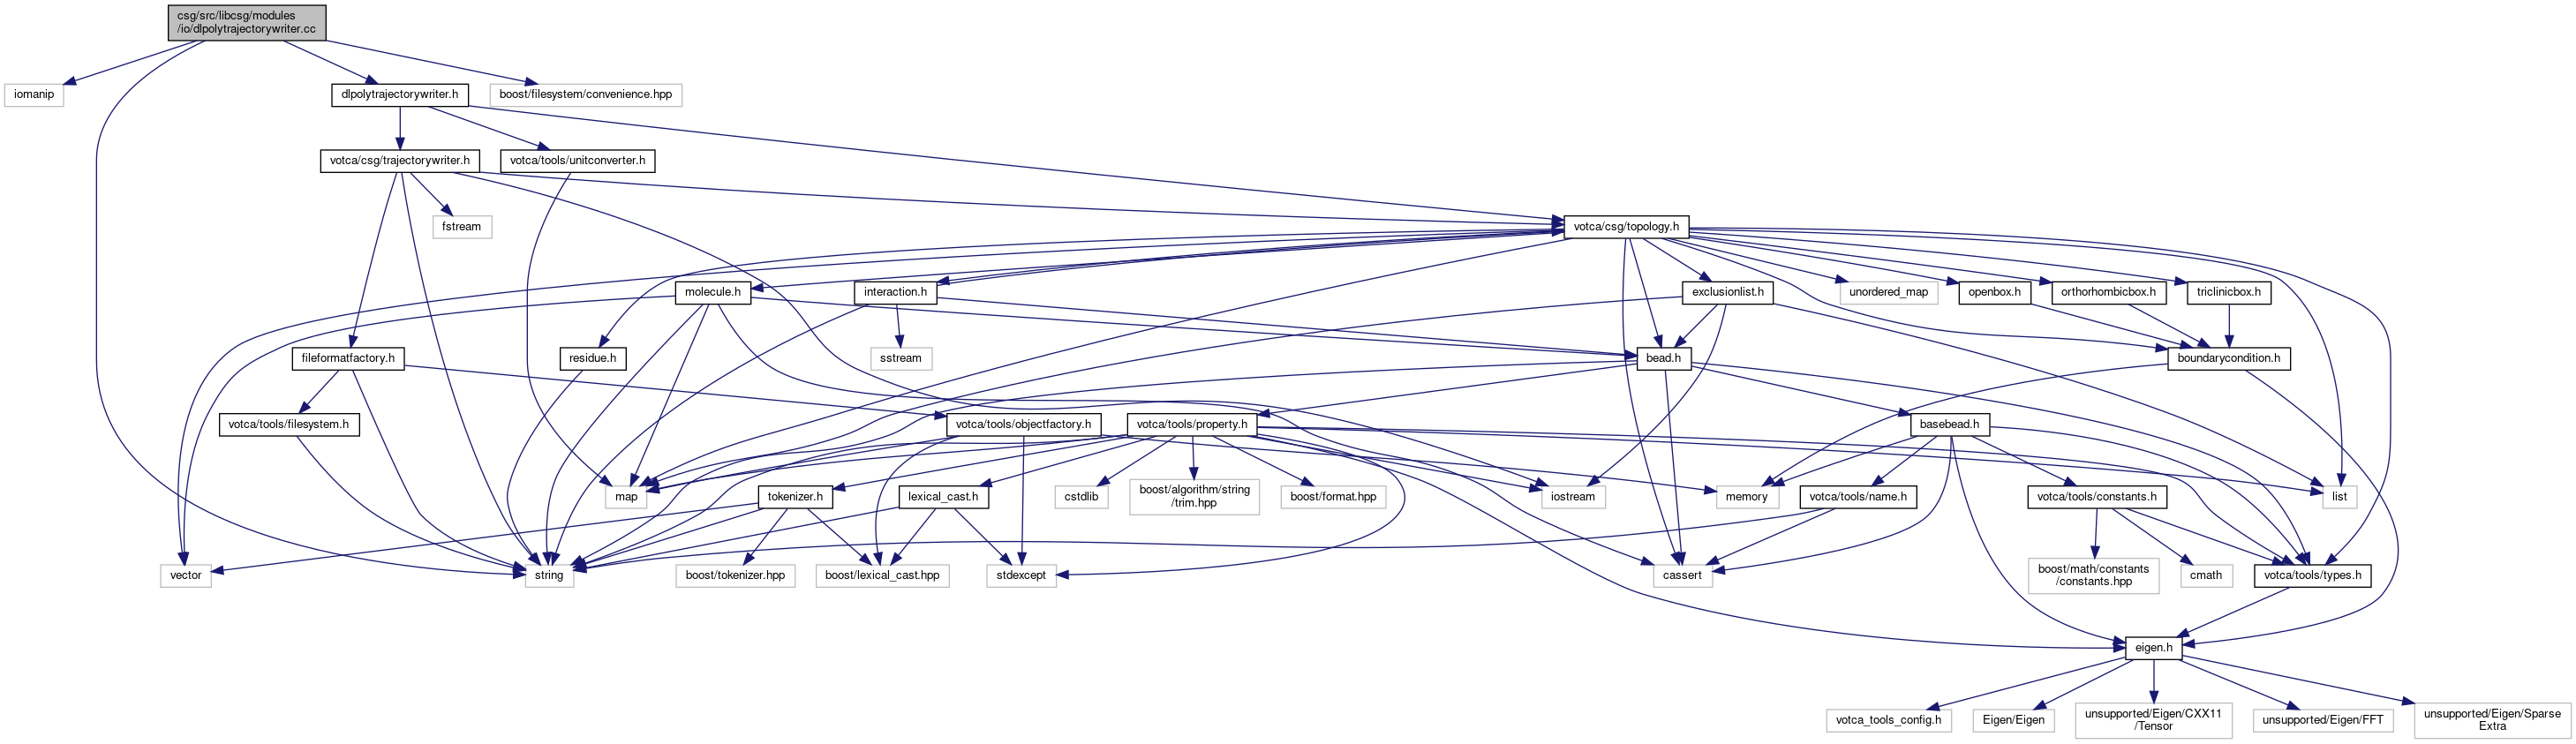 csg/src/libcsg/modules
/io/dlpolytrajectorywriter.cc
iomanip
dlpolytrajectorywriter.h
boost/filesystem/convenience.hpp
votca/csg/trajectorywriter.h
votca/tools/unitconverter.h
fstream
votca/csg/topology.h
molecule.h
interaction.h
exclusionlist.h
unordered_map
openbox.h
orthorhombicbox.h
triclinicbox.h
fileformatfactory.h
residue.h
sstream
bead.h
boundarycondition.h
votca/tools/filesystem.h
votca/tools/objectfactory.h
votca/tools/property.h
basebead.h
map
tokenizer.h
lexical_cast.h
cstdlib
boost/algorithm/string
/trim.hpp
boost/format.hpp
iostream
memory
votca/tools/name.h
votca/tools/constants.h
list
vector
string
boost/tokenizer.hpp
boost/lexical_cast.hpp
stdexcept
cassert
boost/math/constants
/constants.hpp
cmath
votca/tools/types.h
eigen.h
votca_tools_config.h
Eigen/Eigen
unsupported/Eigen/CXX11
/Tensor
unsupported/Eigen/FFT
unsupported/Eigen/Sparse
Extra